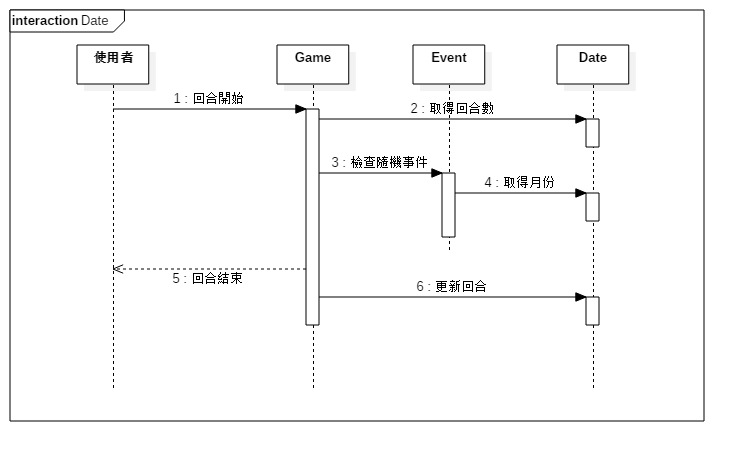 interaction Date
使用者
Game
Event
Date
1 : 回合開始
2 : 取得回合數
3 : 檢查隨機事件
4 : 取得月份
5 : 回合結束
6 : 更新回合